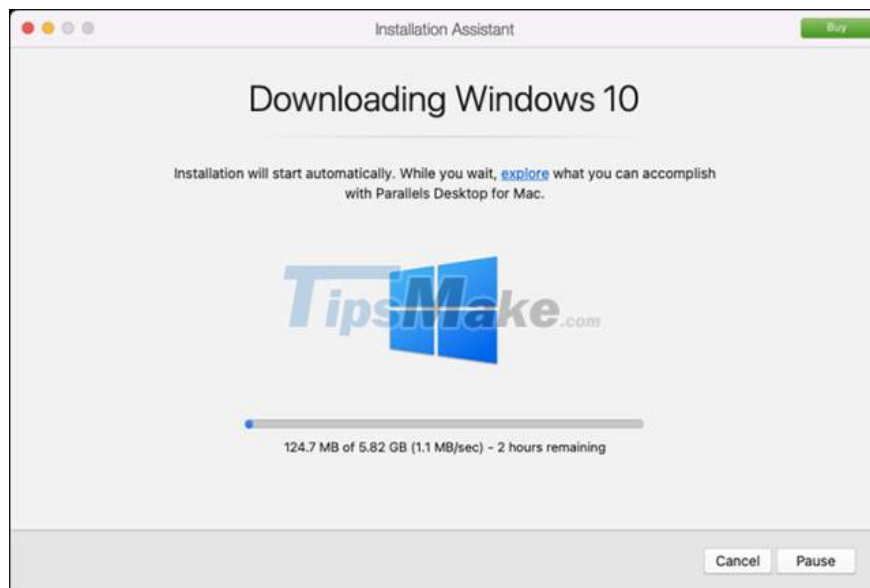 Installation Assistant
Buy
Downloading Windows 10
Installation will start automatically. While you wait, explore what you can accomplish
with Parallels Desktop for Mac.
TipsMake.com
124.7 MB of 5.82 GB (1.1 MB/sec) - 2 hours remaining
Cancel
Pause